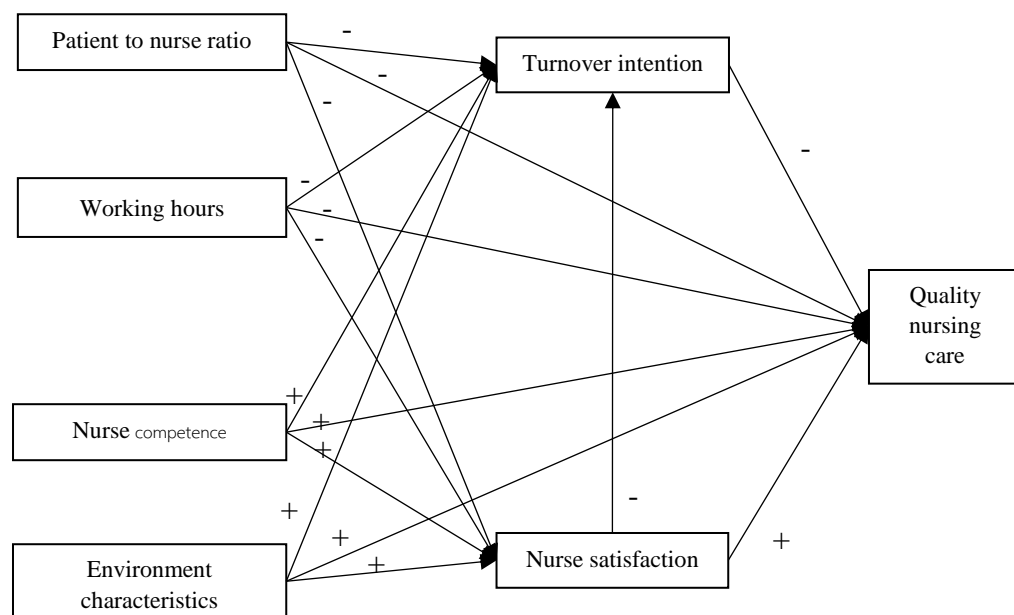 Patient to nurse ratio
-
Turnover intention
-
-
-
Working hours
-
-
-
Quality
nursing
care
Nurse competence
+
+
+
Environment
characteristics
+
+
+
-
Nurse satisfaction
+